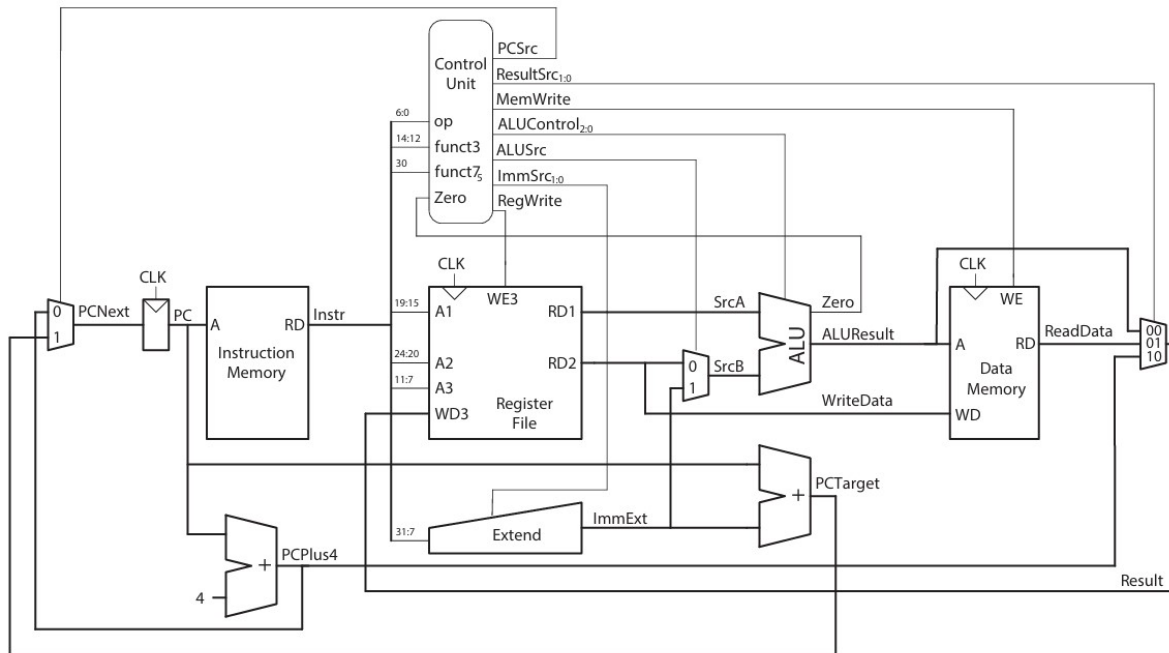 PCSrc
Control
Unit
ResultSrc1:0
MemWrite
6:0
op
ALUControl2:0
14:12
funct3
ALUSrc
30
funct75
ImmSrc1:0
Zero
RegWrite
CLK
CLK
CLK
0
1
PCNext
PC
A
RD
Instr
Instruction
Memory
19:15
A1
WE3
RD1
SrcA
Zero
ALU
ALUResult
A
WE
RD
ReadData
00
01
10
24:20
A2
RD2
0
1
SrcB
Data
Memory
11:7
A3
WD3
Register
File
WriteData
WD
PCTarget
+
31:7
Extend
ImmExt
PCPlus4
+
4
Result